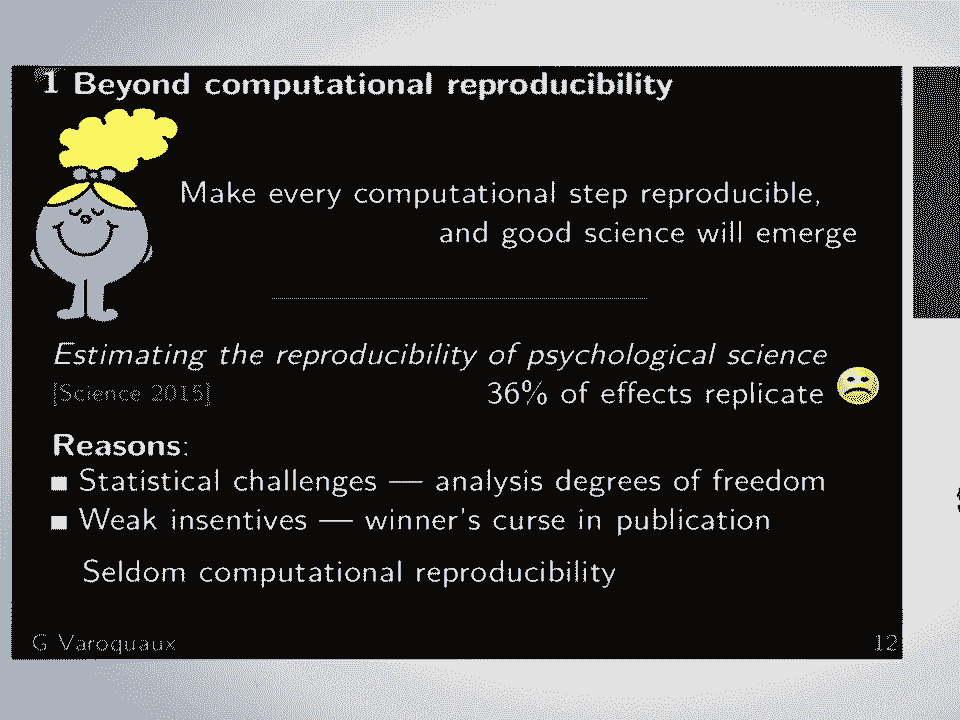 1 Beyond computational reproducibility
Make every computational step reproducible,
and good science will emerge
Estimating the reproducibility of psychological science
[Science 2015] 36% of effects replicate
Reasons:
■ Statistical challenges — analysis degrees of freedom
■ Weak insentives — winner's curse in publication
Seldom computational reproducibility
G Varoquaux 12